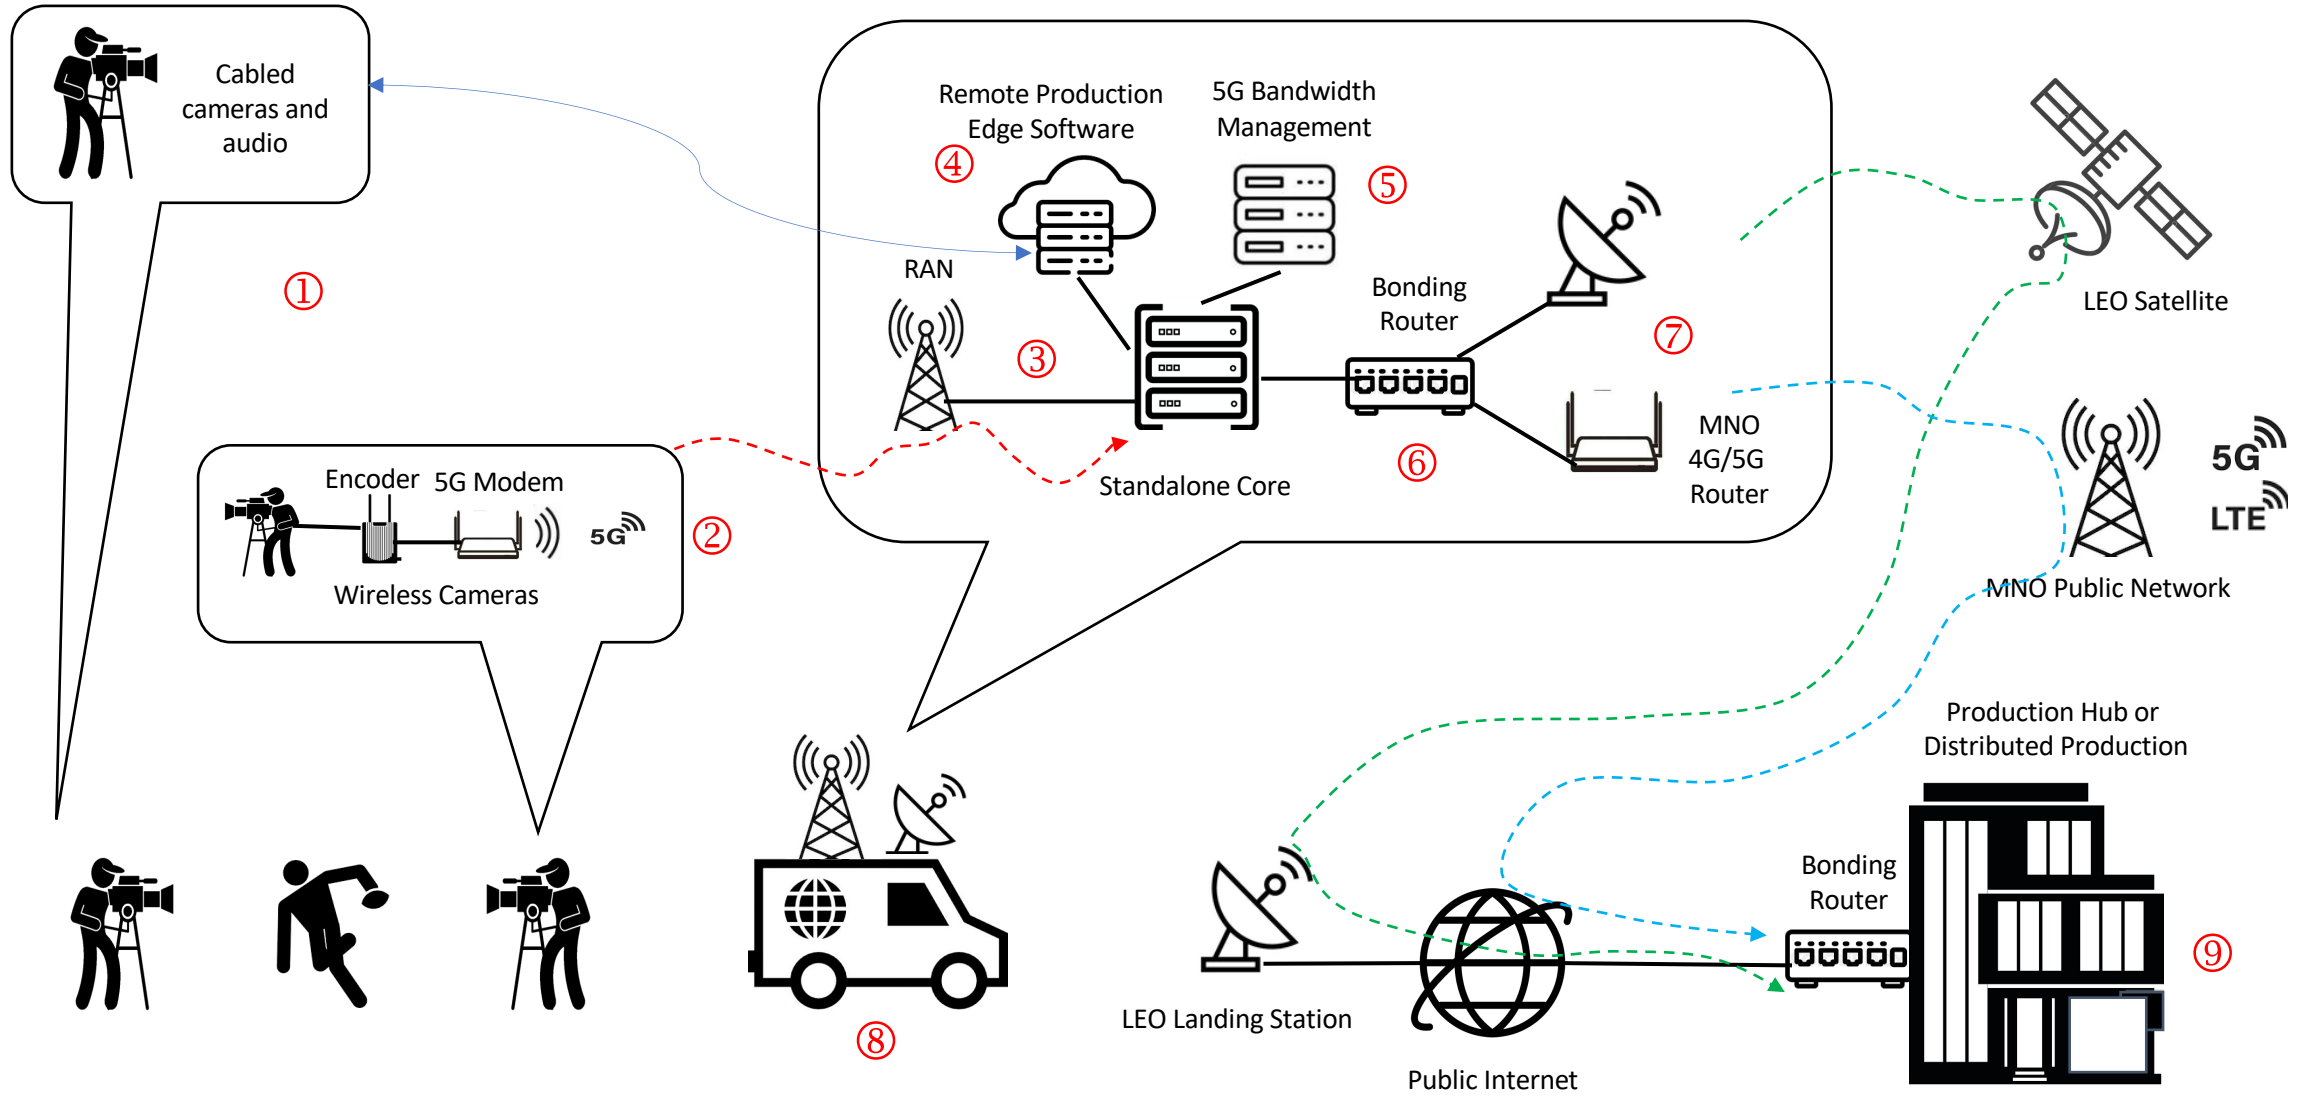 Cabled
cameras and
audio
①
Encoder
5G Modem
5G
Wireless Cameras
②
Remote Production
Edge Software
④
5G Bandwidth
Management
⑤
RAN
③
Standalone Core
Bonding
Router
⑥
⑦
MNO
4G/5G
Router
LEO Satellite
5G
LTE
MNO Public Network
⑧
LEO Landing Station
Public Internet
Production Hub or
Distributed Production
Bonding
Router
⑨